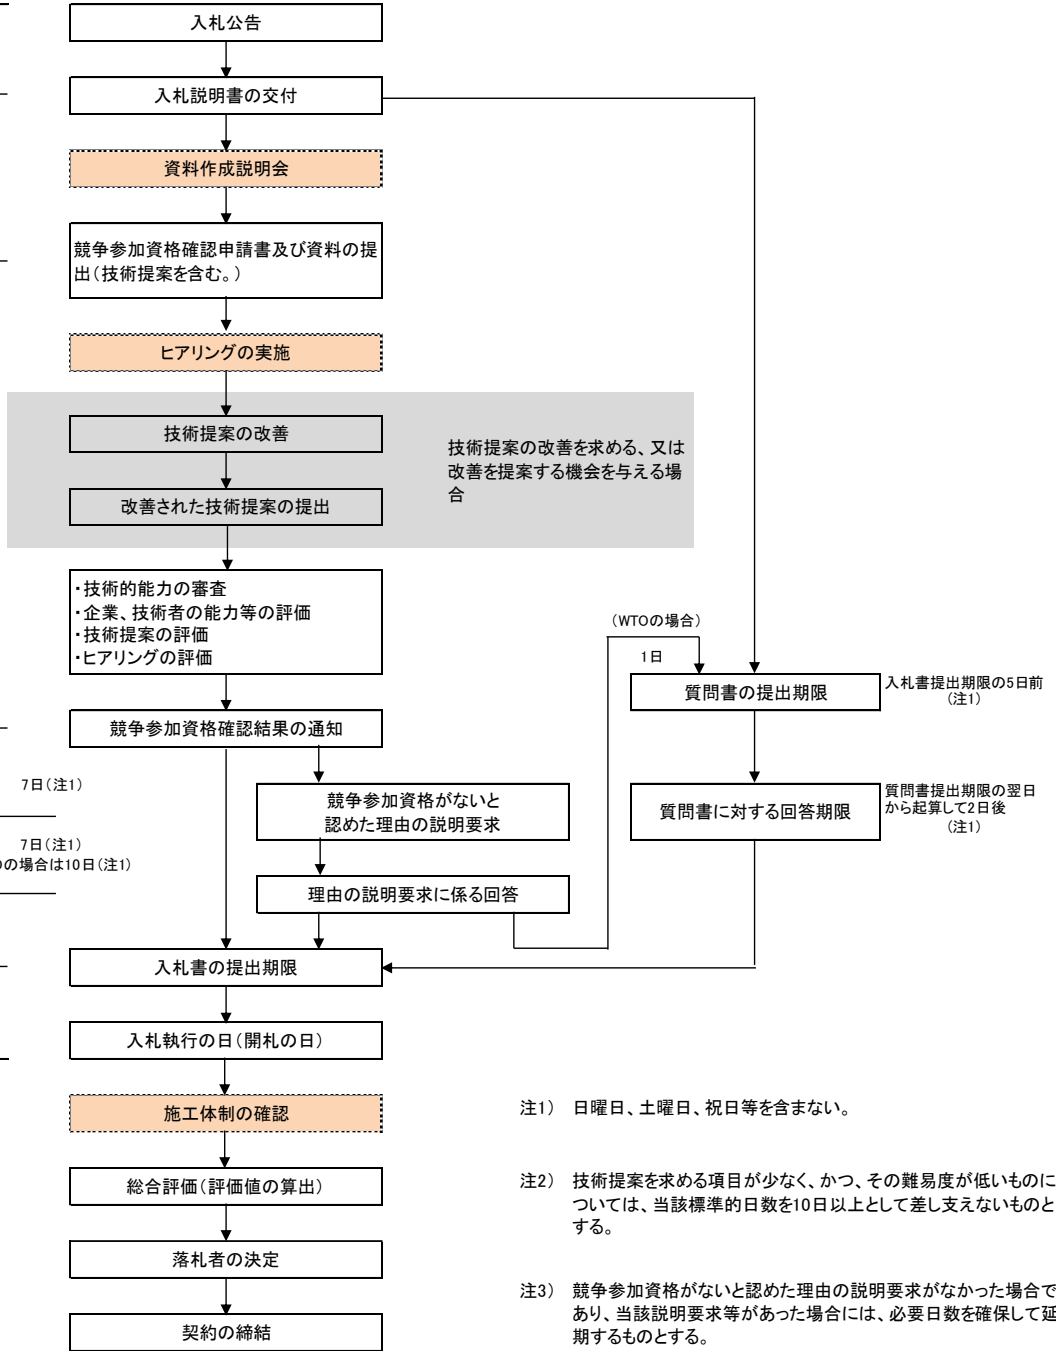 入札公告
入札説明書の交付
資料作成説明会
競争参加資格確認申請書及び資料の提
出（技術提案を含む。）
ヒアリングの実施
技術提案の改善
改善された技術提案の提出
技術提案の改善を求める、又は
改善を提案する機会を与える場
合
・技術的能力の審査
・企業、技術者の能力等の評価
・技術提案の評価
・ヒアリングの評価
（WTOの場合）
1日
質問書の提出期限
入札書提出期限の5日前
（注1）
競争参加資格確認結果の通知
7日（注1）
競争参加資格がないと
認めた理由の説明要求
質問書に対する回答期限
質問書提出期限の翌日
から起算して2日後
（注1）
7日（注1）
Oの場合は10日（注1）
理由の説明要求に係る回答
入札書の提出期限
入札執行の日（開札の日）
施工体制の確認
総合評価（評価値の算出）
落札者の決定
契約の締結
注1）　日曜日、土曜日、祝日等を含まない。
注2）　技術提案を求める項目が少なく、かつ、その難易度が低いものに
ついては、当該標準的日数を10日以上として差し支えないものと
する。
注3）　競争参加資格がないと認めた理由の説明要求がなかった場合で
あり、当該説明要求等があった場合には、必要日数を確保して延
期するものとする。